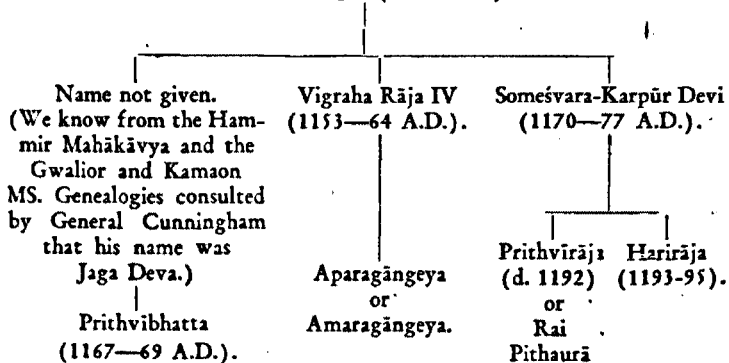 Name not given.
(We know from the Ham-
mir Mahākāvya and the
Gwalior and Kamaon
MS. Genealogies consulted
by General Cunningham
that his name was
Jaga Deva.)
Prithvibhatta
(1167—69 A.D.).
Vigraha Rāja IV
(1153—64 A.D.).
Aparagāngeya
or
Amaragāngeya.
Someśvara-Karpūr Devi
(1170—77 A.D.).
Prithvīrāja
(d. 1192)
or
Rai
Pithaurā
Harirāja
(1193-95).